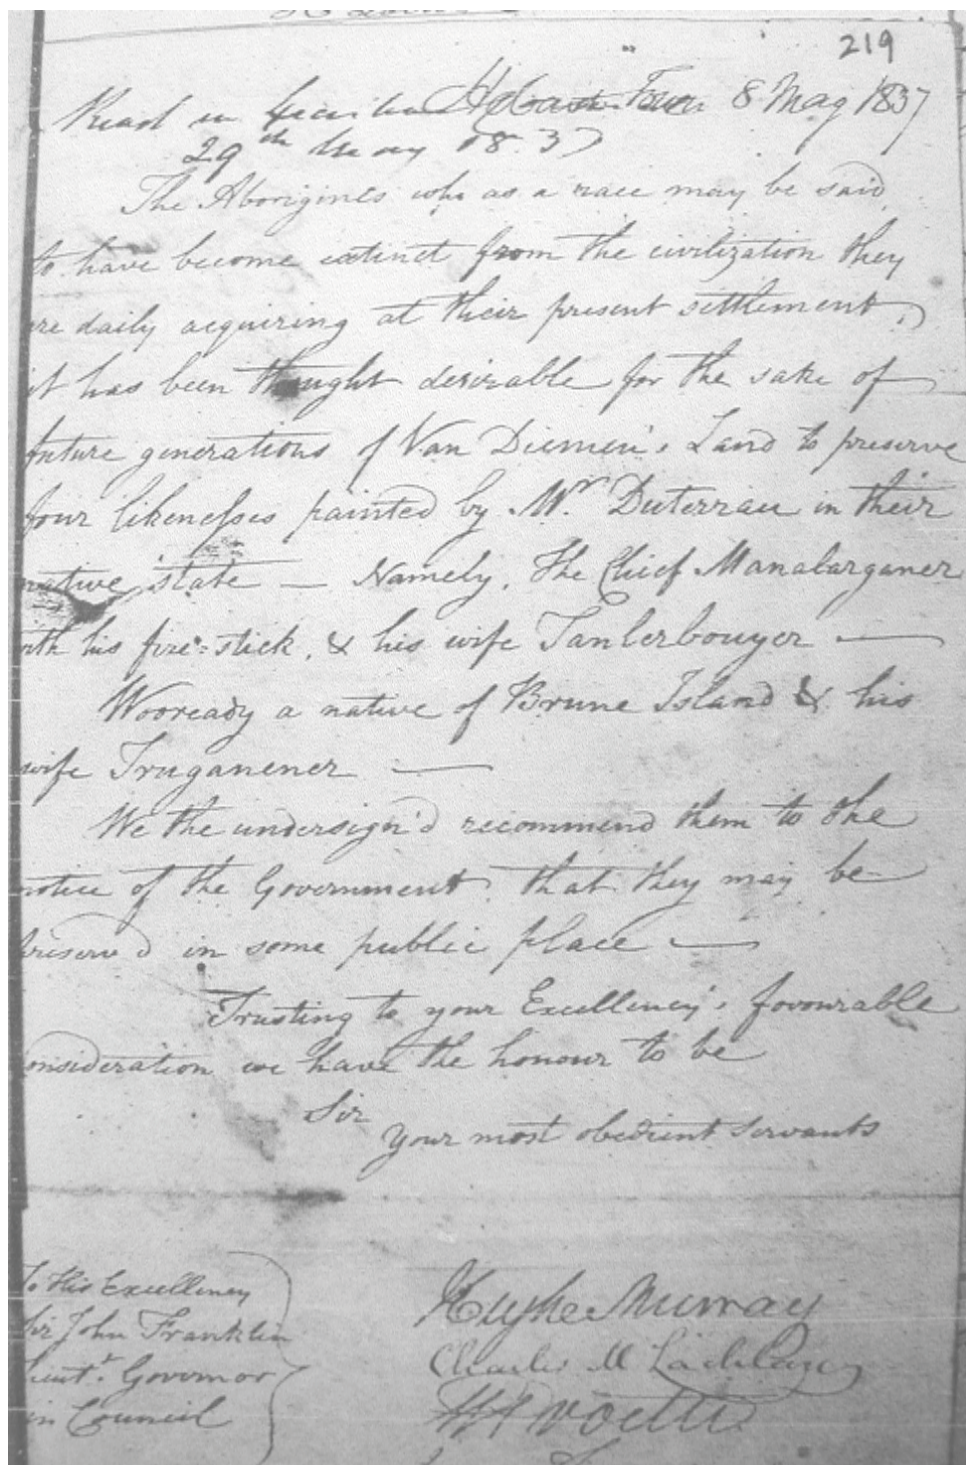 219
Read in Council Hobart Town 8 May 1837
29th May 1837
The Aborigines who as a race may be said
to have become extinct from the civilization they
are daily acquiring at their present settlement,
it has been thought desirable for the sake of
future generations of Van Diemen's Land to preserve
four likenesses painted by Mr. Duterrau in their
native state — Namely, The Chief Manalarganer
with his fire-stick, & his wife Tanlerbouyer —
Wooready a native of Brune Island & his
wife Truganener —
We the undersign'd recommend them to the
notice of the Government, that they may be
preserv'd in some public place —
Trusting to your Excellency's favourable
consideration we have the honour to be
Sir
Your most obedient servants
To His Excellency
Sir John Franklin
Lieut. Governor
in Council
Hughe Murray
Charles McLachlan